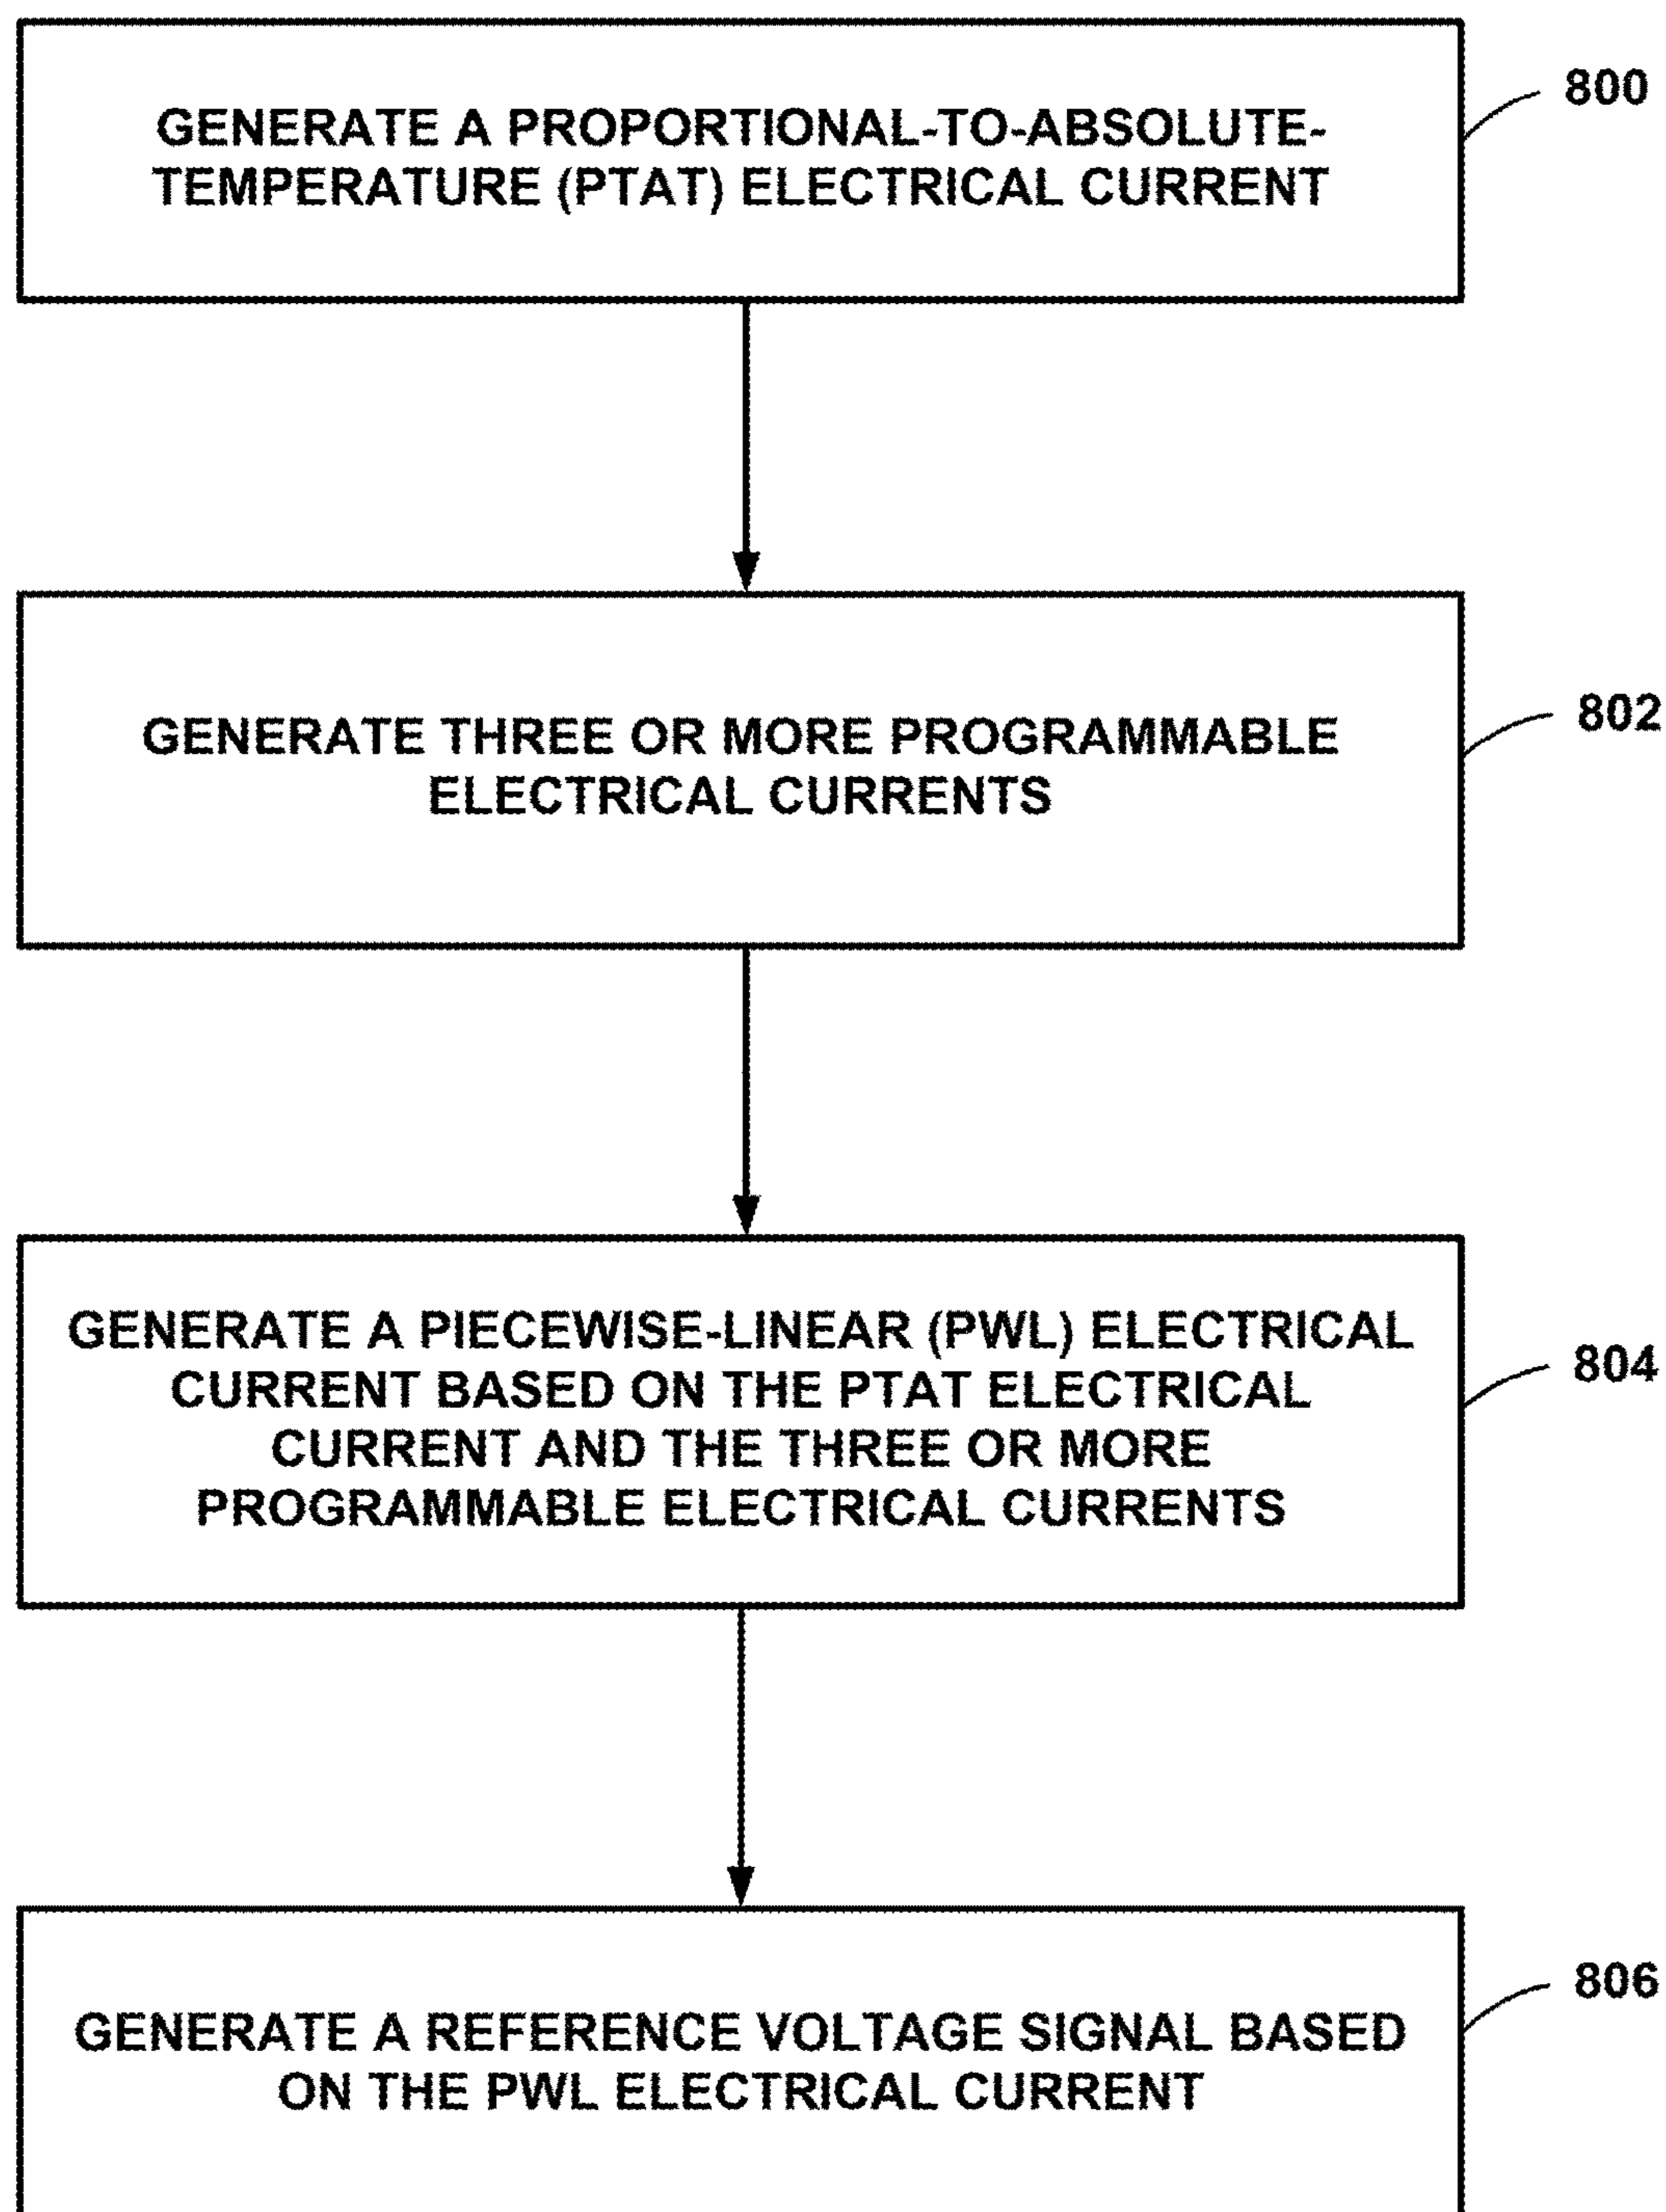 GENERATE A PROPORTIONAL-TO-ABSOLUTE-
TEMPERATURE (PTAT) ELECTRICAL CURRENT
800
GENERATE THREE OR MORE PROGRAMMABLE
ELECTRICAL CURRENTS
802
GENERATE A PIECEWISE-LINEAR (PWL) ELECTRICAL
CURRENT BASED ON THE PTAT ELECTRICAL
CURRENT AND THE THREE OR MORE
PROGRAMMABLE ELECTRICAL CURRENTS
804
GENERATE A REFERENCE VOLTAGE SIGNAL BASED
ON THE PWL ELECTRICAL CURRENT
806